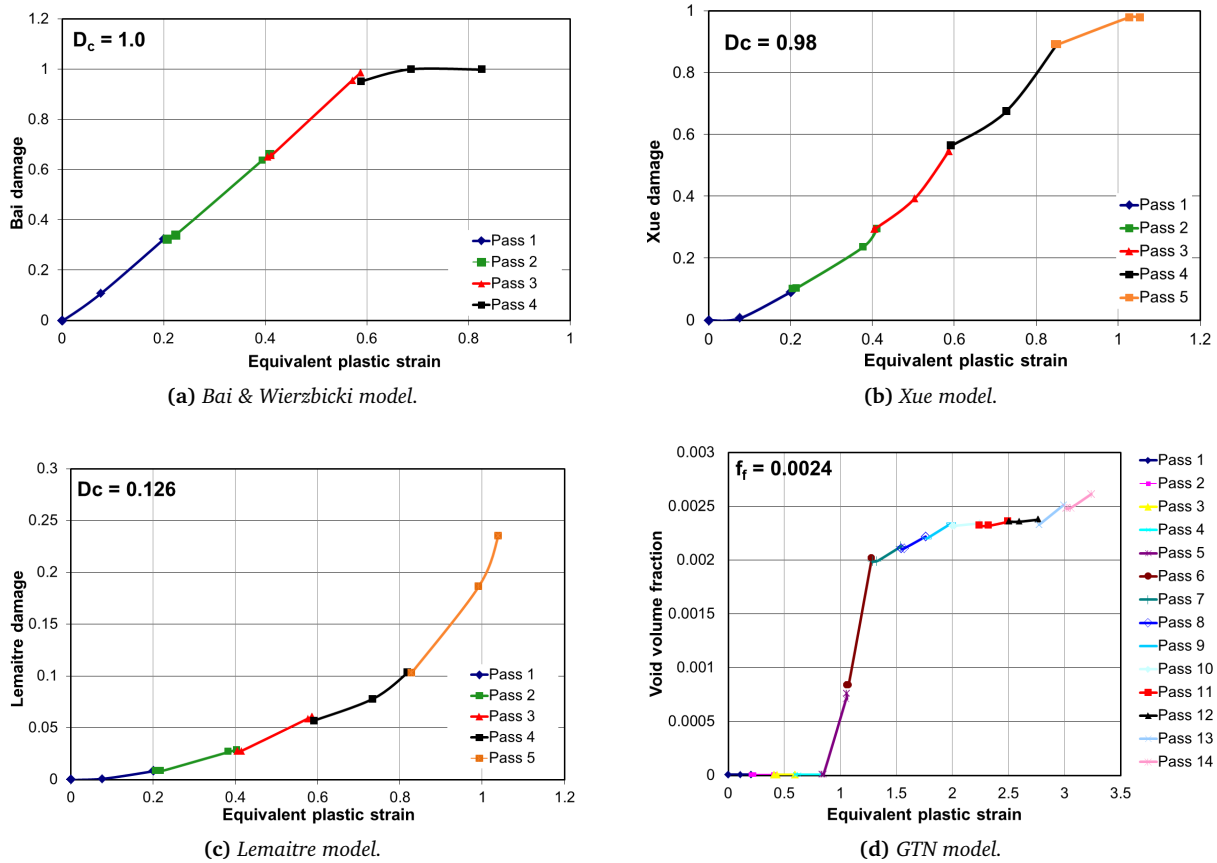 D_c = 1.0
Bai damage
1.2
1
0.8
0.6
0.4
0.2
0
0 0.2 0.4 0.6 0.8 1
Equivalent plastic strain
Pass 1
Pass 2
Pass 3
Pass 4
(a) Bai & Wierzbicki model.
Dc = 0.98
Xue damage
1
0.8
0.6
0.4
0.2
0
0 0.2 0.4 0.6 0.8 1 1.2
Equivalent plastic strain
Pass 1
Pass 2
Pass 3
Pass 4
Pass 5
(b) Xue model.
Dc = 0.126
Lemaitre damage
0.3
0.25
0.2
0.15
0.1
0.05
0
0 0.2 0.4 0.6 0.8 1 1.2
Equivalent plastic strain
Pass 1
Pass 2
Pass 3
Pass 4
Pass 5
(c) Lemaitre model.
f_f = 0.0024
Void volume fraction
0.003
0.0025
0.002
0.0015
0.001
0.0005
0
0 0.5 1 1.5 2 2.5 3 3.5
Equivalent plastic strain
Pass 1
Pass 2
Pass 3
Pass 4
Pass 5
Pass 6
Pass 7
Pass 8
Pass 9
Pass 10
Pass 11
Pass 12
Pass 13
Pass 14
(d) GTN model.